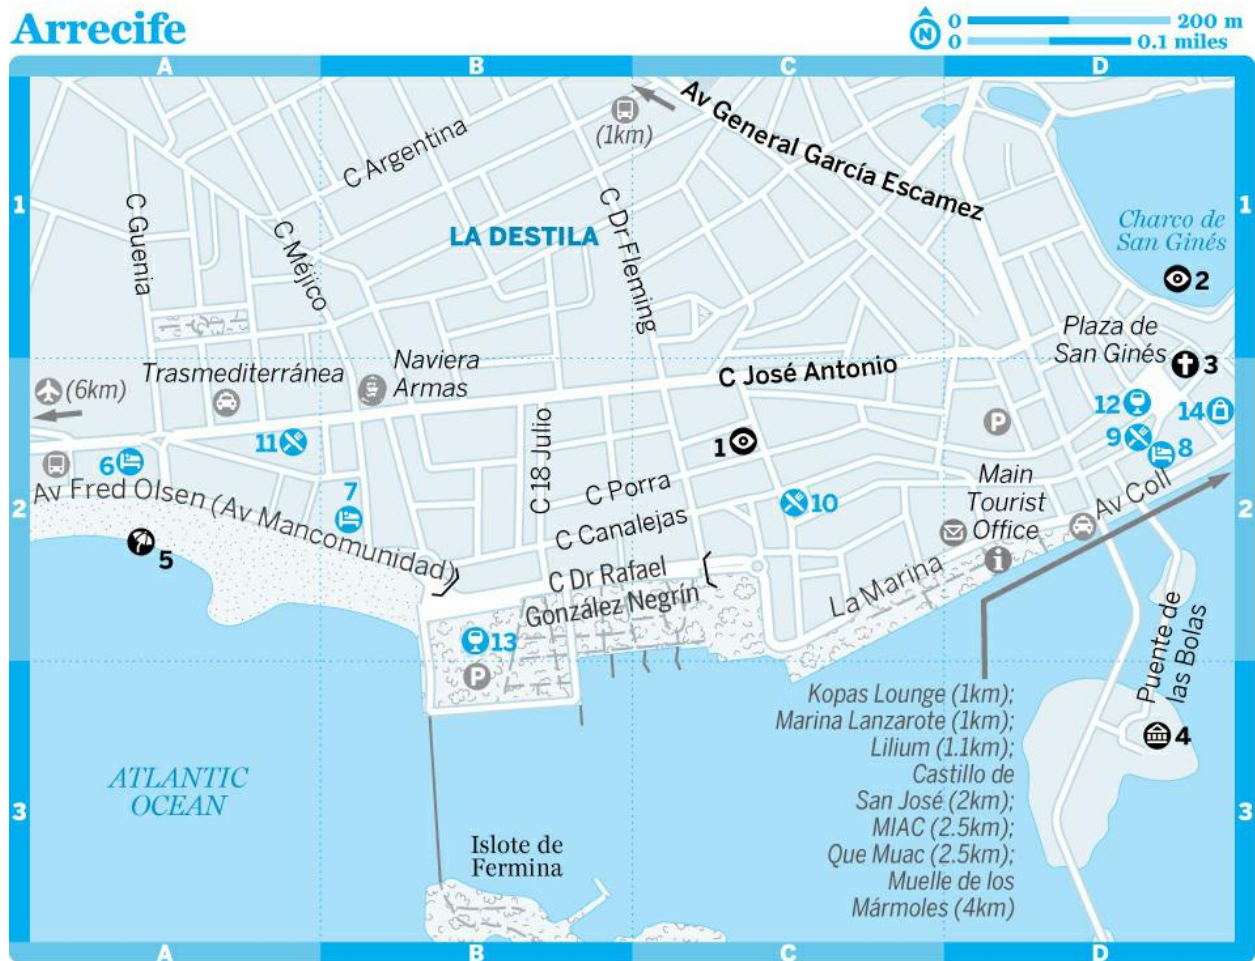 Arrecife
N
0 200 m
0 0.1 miles
A B C D
Av General García Escamez
(1km)
C Argentina
1 1
C Guenia
C Méjico
C Dr Fleming
LA DESTILA
Charco de
San Ginés
2
Plaza de
San Ginés
3
Trasmediterránea
Naviera
Armas
C José Antonio
(6km)
12
14
P
11
1
9
8
6
C 18 Julio
7
C Porra
Main
Tourist
Office
Av Coll
Av Fred Olsen (Av Mancomunidad)
10
2 2
C Canalejas
5
i
C Dr Rafael
González Negrín
La Marina
13
P
Puente de
las Bolas
Kopas Lounge (1km);
Marina Lanzarote (1km);
Lilium (1.1km);
Castillo de
San José (2km);
MIAC (2.5km);
Que Muac (2.5km);
Muelle de los
Mármoles (4km)
4
ATLANTIC
OCEAN
3 3
Islote de
Fermina
A B C D